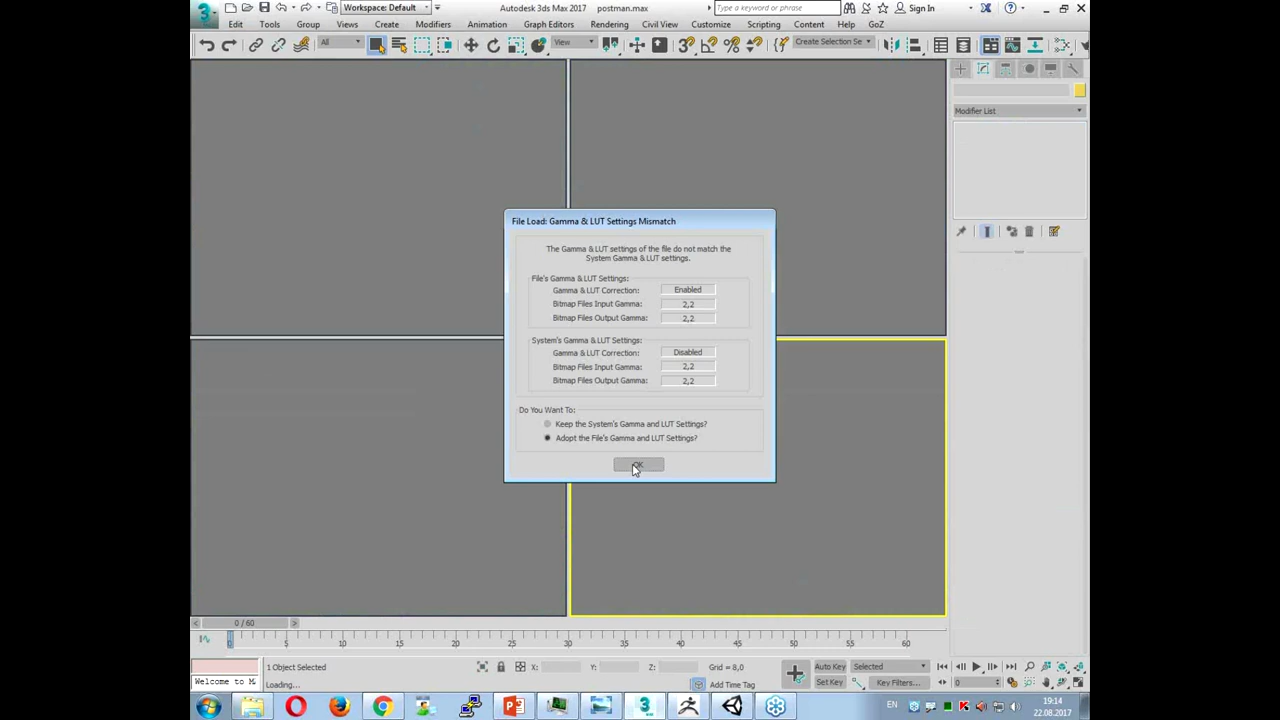 Workspace: Default
Autodesk 3ds Max 2017 postman.max
Type a keyword or phrase
Sign In
Edit Tools Group Views Create Modifiers Animation Graph Editors Rendering Civil View Customize Scripting Content Help GoZ
All
View
Create Selection Se
Modifier List
File Load: Gamma & LUT Settings Mismatch
The Gamma & LUT settings of the file do not match the
System Gamma & LUT settings.
File's Gamma & LUT Settings:
Gamma & LUT Correction: Enabled
Bitmap Files Input Gamma: 2,2
Bitmap Files Output Gamma: 2,2
System's Gamma & LUT Settings:
Gamma & LUT Correction: Disabled
Bitmap Files Input Gamma: 2,2
Bitmap Files Output Gamma: 2,2
Do You Want To:
Keep the System's Gamma and LUT Settings?
Adopt the File's Gamma and LUT Settings?
OK
0 / 60
0 5 10 15 20 25 30 35 40 45 50 55 60
1 Object Selected
X: Y: Z: Grid = 8,0
Auto Key Selected
Welcome to M
Loading...
Add Time Tag
Set Key Key Filters...
0
EN
19:14
22.08.2017